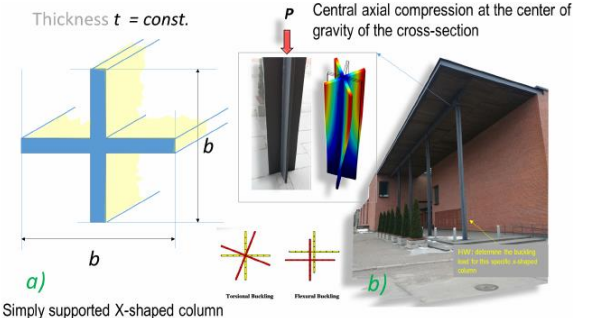 Thickness t = const.
P
Central axial compression at the center of
gravity of the cross-section
b
b
a)
Simply supported X-shaped column
Torsional Buckling
Flexural Buckling
HW: determine the buckling
load for this specific x-shaped
column
b)